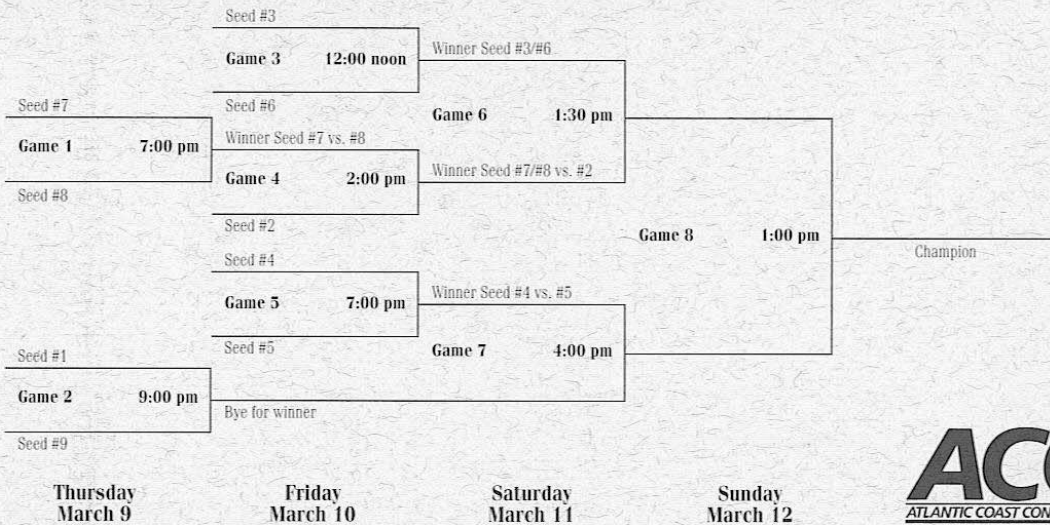 Seed #3
Game 3 12:00 noon
Seed #6
Winner Seed #3/#6
Seed #7
Game 1 7:00 pm
Seed #8
Winner Seed #7 vs. #8
Game 4 2:00 pm
Seed #2
Game 6 1:30 pm
Winner Seed #7/#8 vs. #2
Game 8 1:00 pm
Champion
Seed #4
Game 5 7:00 pm
Seed #5
Winner Seed #4 vs. #5
Game 7 4:00 pm
Seed #1
Game 2 9:00 pm
Seed #9
Bye for winner
Thursday
March 9
Friday
March 10
Saturday
March 11
Sunday
March 12
AC
ATLANTIC COAST CON